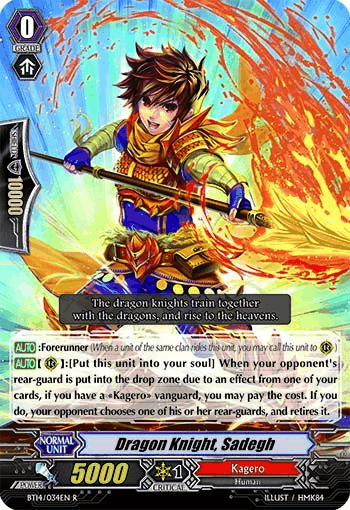 0
GRADE
SHIELD
10000
The dragon knights train together
with the dragons, and rise to the heavens.
AUTO :Forerunner (When a unit of the same clan rides this unit, you may call this unit to )
AUTO [ ]:[Put this unit into your soul] When your opponent's
rear-guard is put into the drop zone due to an effect from one of your
cards, if you have a «Kagero» vanguard, you may pay the cost. If you
do, your opponent chooses one of his or her rear-guards, and retires it.
NORMAL
UNIT
Dragon Knight, Sadegh
POWER
5000
1
CRITICAL
Kagero
Human
BT14/034EN R
ILLUST / HMK84